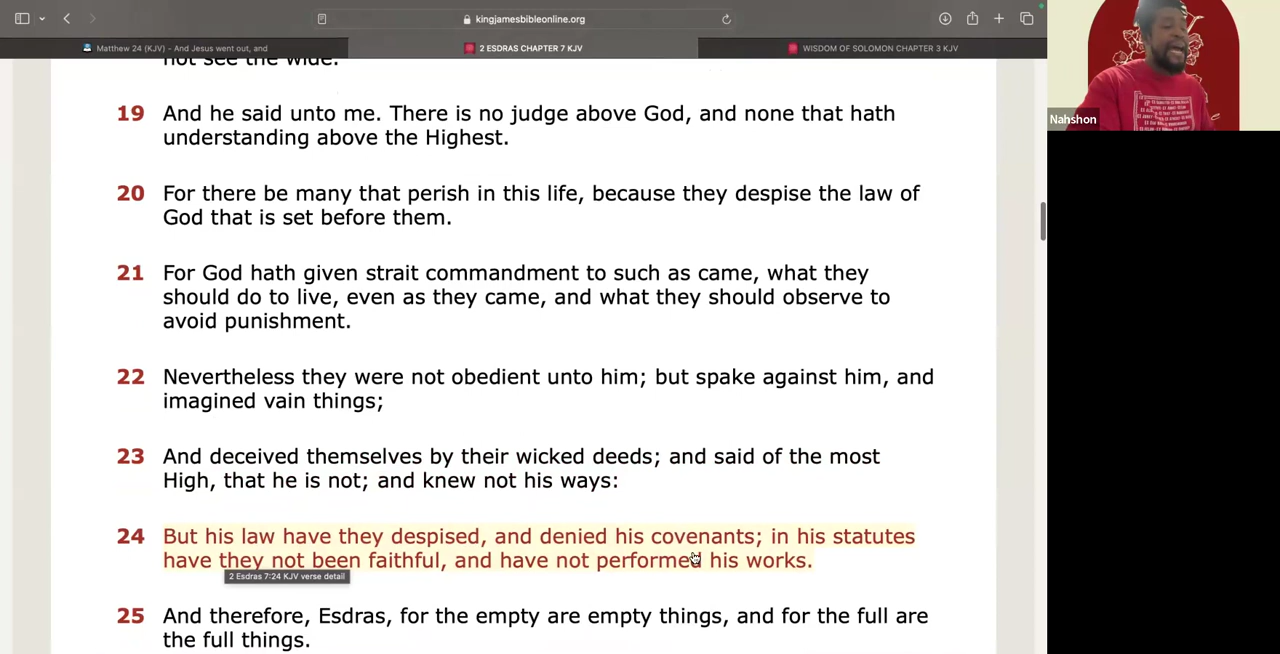 kingjamesbibleonline.org
Matthew 24 (KJV) - And Jesus went out, and
2 ESDRAS CHAPTER 7 KJV
WISDOM OF SOLOMON CHAPTER 3 KJV
not see the wide.
19 And he said unto me. There is no judge above God, and none that hath
understanding above the Highest.
20 For there be many that perish in this life, because they despise the law of
God that is set before them.
21 For God hath given strait commandment to such as came, what they
should do to live, even as they came, and what they should observe to
avoid punishment.
22 Nevertheless they were not obedient unto him; but spake against him, and
imagined vain things;
23 And deceived themselves by their wicked deeds; and said of the most
High, that he is not; and knew not his ways:
24 But his law have they despised, and denied his covenants; in his statutes
have they not been faithful, and have not performed his works.
2 Esdras 7:24 KJV verse detail
25 And therefore, Esdras, for the empty are empty things, and for the full are
the full things.
Nahshon